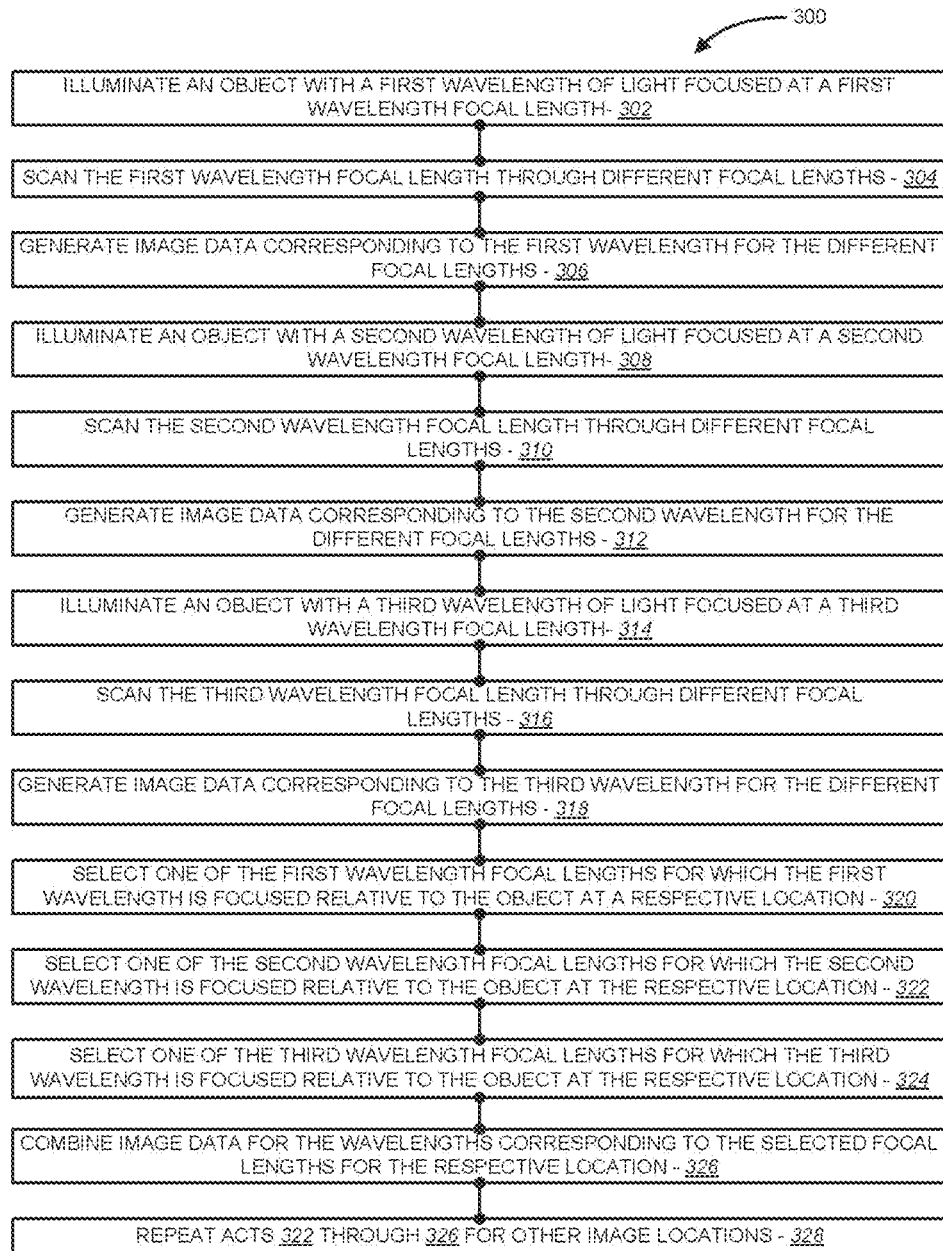 300
ILLUMINATE AN OBJECT WITH A FIRST WAVELENGTH OF LIGHT FOCUSED AT A FIRST
WAVELENGTH FOCAL LENGTH- 302
SCAN THE FIRST WAVELENGTH FOCAL LENGTH THROUGH DIFFERENT FOCAL LENGTHS - 304
GENERATE IMAGE DATA CORRESPONDING TO THE FIRST WAVELENGTH FOR THE DIFFERENT
FOCAL LENGTHS - 306
ILLUMINATE AN OBJECT WITH A SECOND WAVELENGTH OF LIGHT FOCUSED AT A SECOND
WAVELENGTH FOCAL LENGTH- 308
SCAN THE SECOND WAVELENGTH FOCAL LENGTH THROUGH DIFFERENT FOCAL
LENGTHS - 310
GENERATE IMAGE DATA CORRESPONDING TO THE SECOND WAVELENGTH FOR THE
DIFFERENT FOCAL LENGTHS - 312
ILLUMINATE AN OBJECT WITH A THIRD WAVELENGTH OF LIGHT FOCUSED AT A THIRD
WAVELENGTH FOCAL LENGTH- 314
SCAN THE THIRD WAVELENGTH FOCAL LENGTH THROUGH DIFFERENT FOCAL
LENGTHS - 316
GENERATE IMAGE DATA CORRESPONDING TO THE THIRD WAVELENGTH FOR THE DIFFERENT
FOCAL LENGTHS - 318
SELECT ONE OF THE FIRST WAVELENGTH FOCAL LENGTHS FOR WHICH THE FIRST
WAVELENGTH IS FOCUSED RELATIVE TO THE OBJECT AT A RESPECTIVE LOCATION - 320
SELECT ONE OF THE SECOND WAVELENGTH FOCAL LENGTHS FOR WHICH THE SECOND
WAVELENGTH IS FOCUSED RELATIVE TO THE OBJECT AT THE RESPECTIVE LOCATION - 322
SELECT ONE OF THE THIRD WAVELENGTH FOCAL LENGTHS FOR WHICH THE THIRD
WAVELENGTH IS FOCUSED RELATIVE TO THE OBJECT AT THE RESPECTIVE LOCATION - 324
COMBINE IMAGE DATA FOR THE WAVELENGTHS CORRESPONDING TO THE SELECTED FOCAL
LENGTHS FOR THE RESPECTIVE LOCATION - 326
REPEAT ACTS 322 THROUGH 326 FOR OTHER IMAGE LOCATIONS - 328